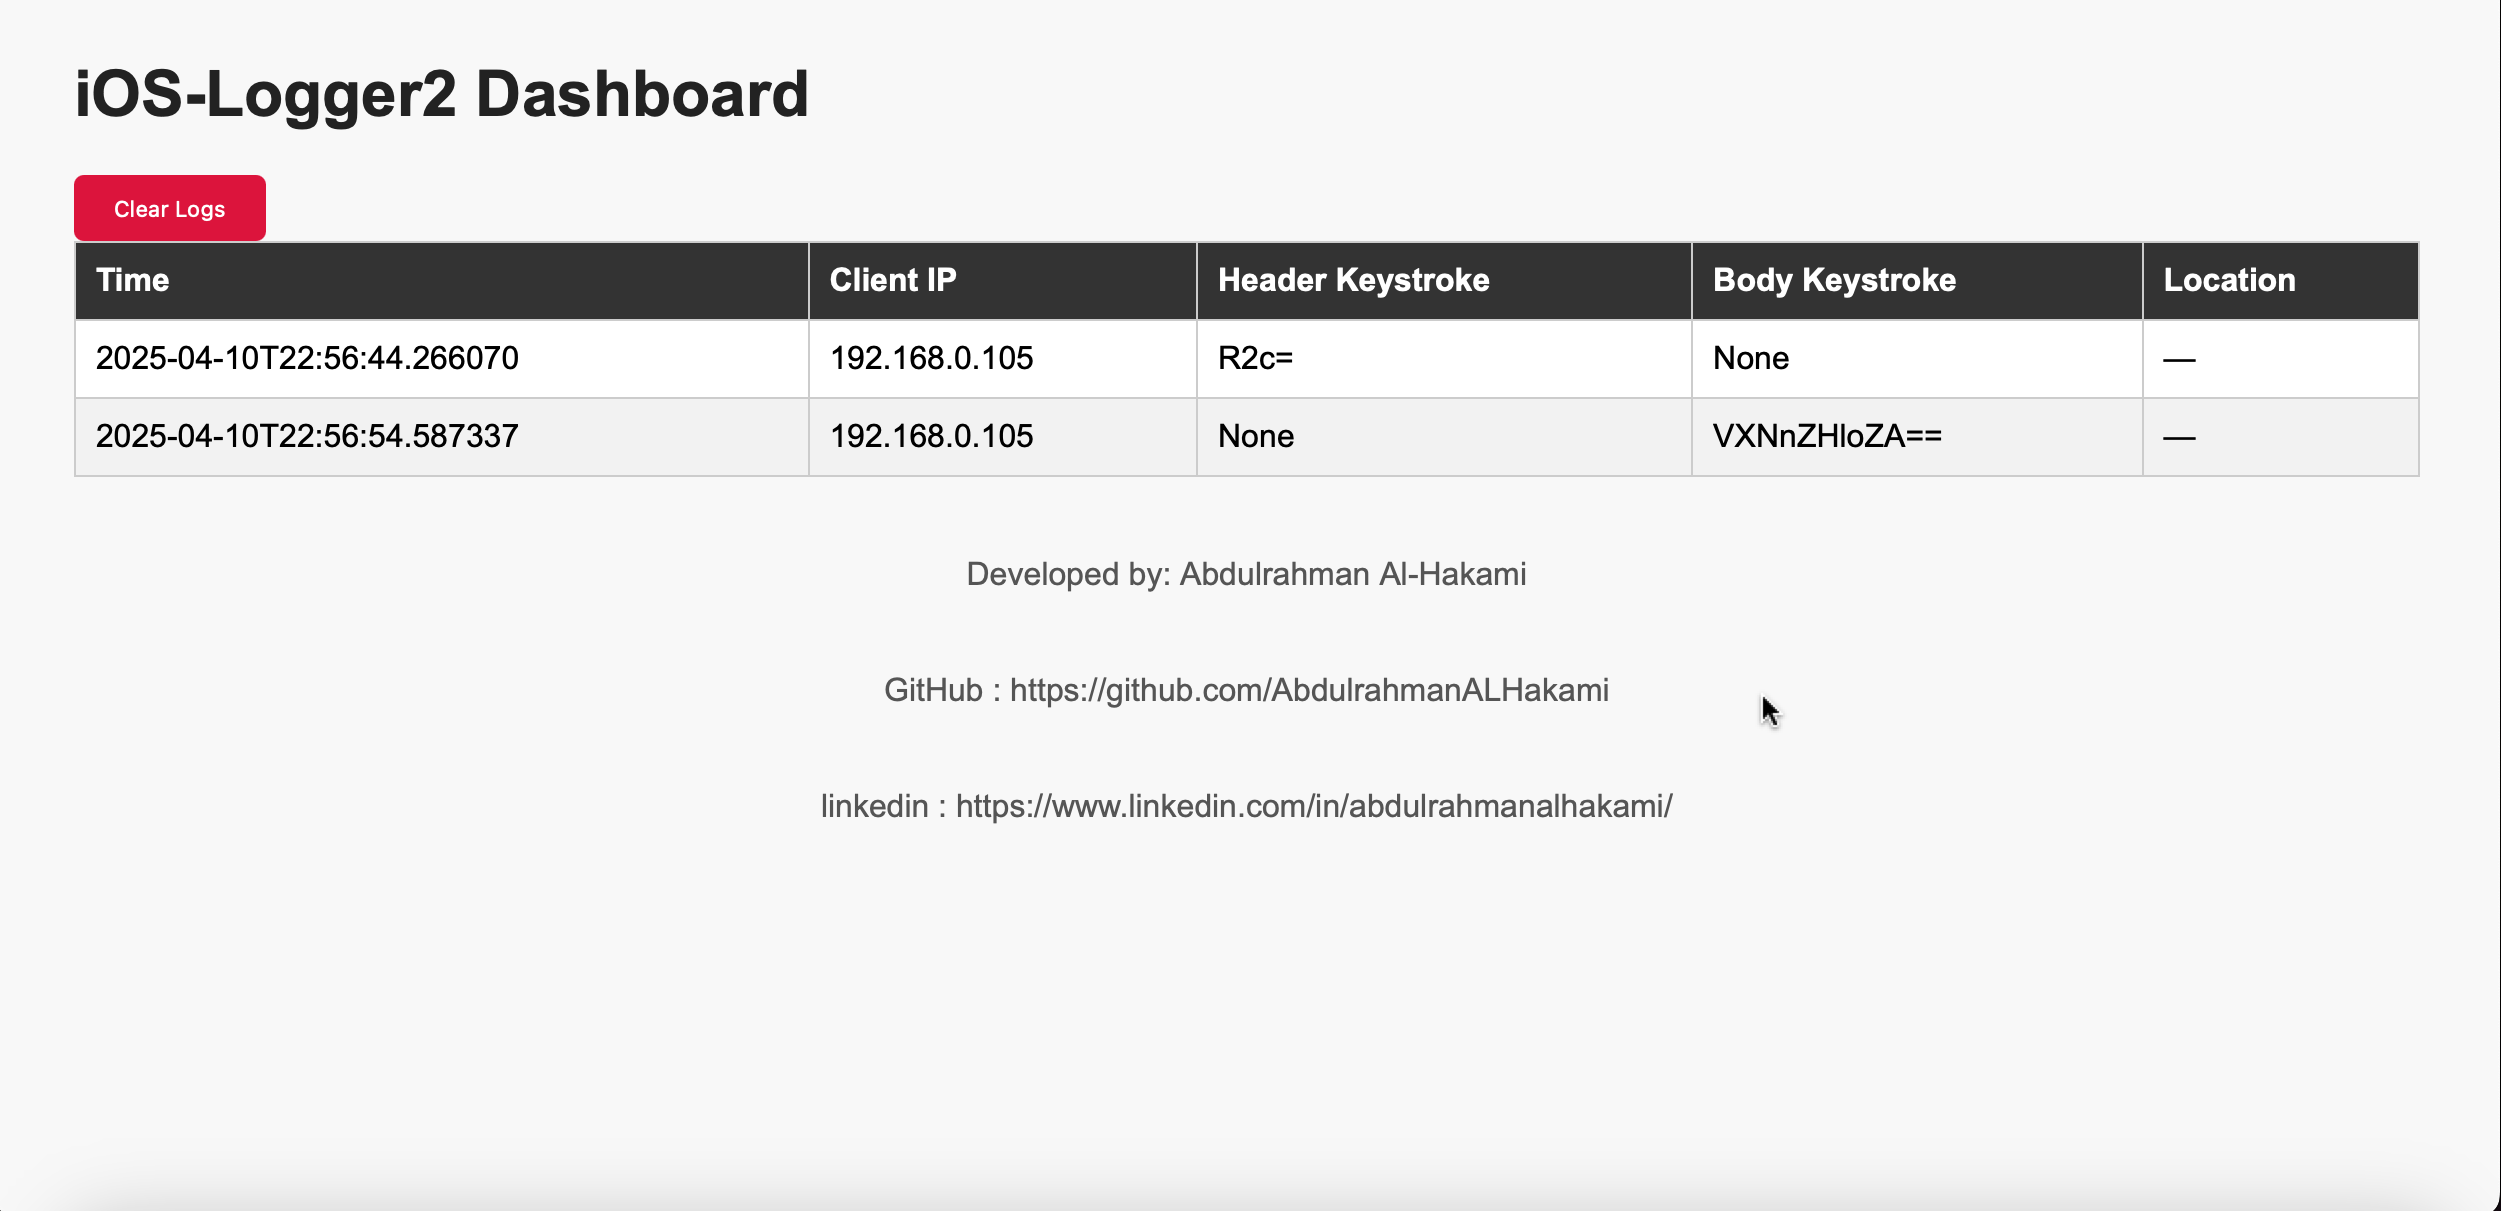 iOS-Logger2 Dashboard
Clear Logs
Time Client IP Header Keystroke Body Keystroke Location
2025-04-10T22:56:44.266070 192.168.0.105 R2c= None —
2025-04-10T22:56:54.587337 192.168.0.105 None VXNnZHloZA== —
Developed by: Abdulrahman Al-Hakami
GitHub : https://github.com/AbdulrahmanALHakami
linkedin : https://www.linkedin.com/in/abdulrahmanalhakami/